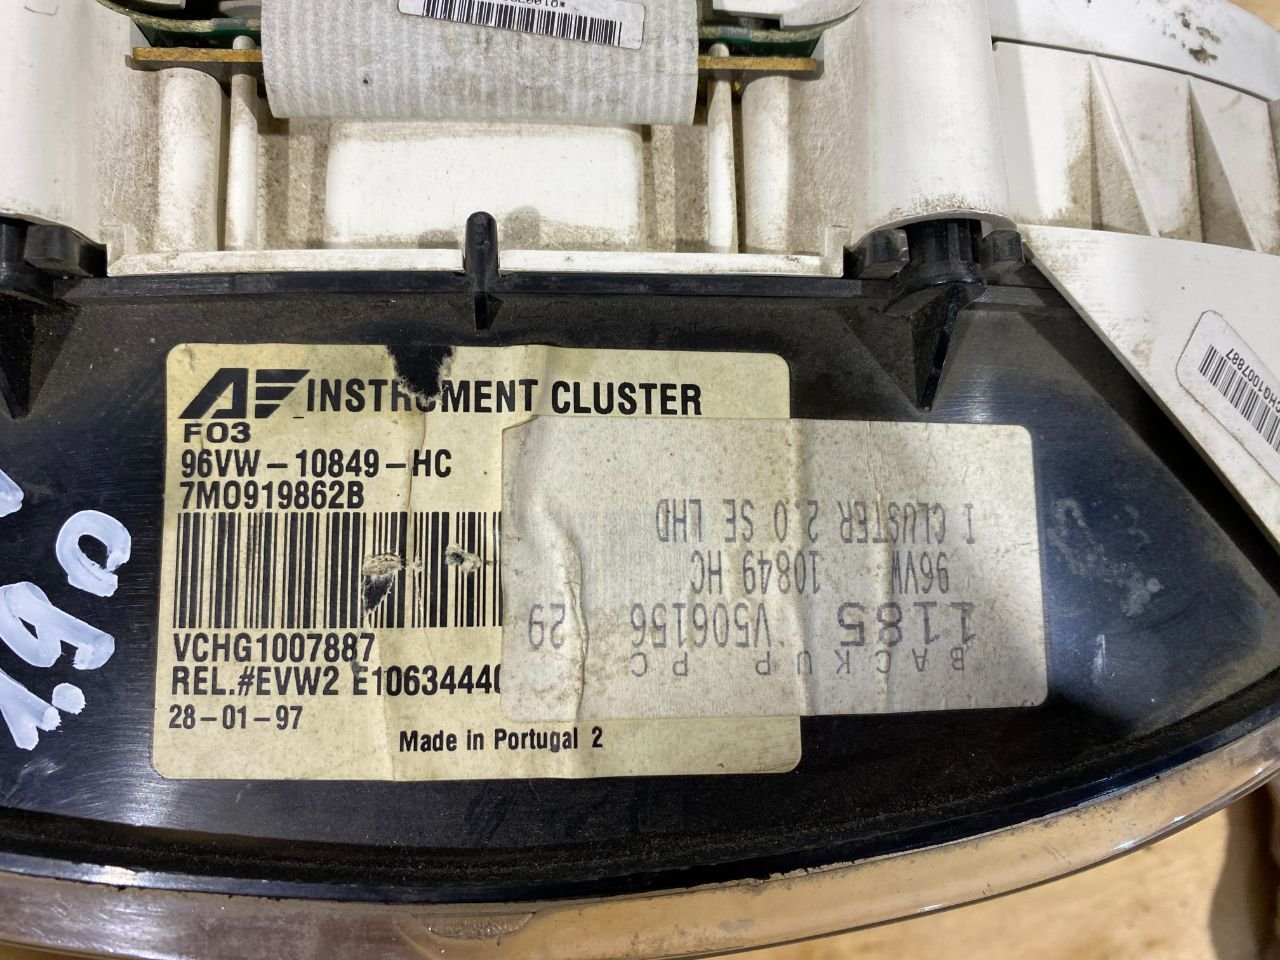 AF INSTRUMENT CLUSTER
F03
96VW-10849-HC
7M0919862B
VCHG1007887
REL.#EVW2 E10634440
28-01-97
Made in Portugal 2
BACKUP PC
1185 V506156 29
96VW 10849 HC
I CLUSTER 2.0 SE LHD
HG1007887